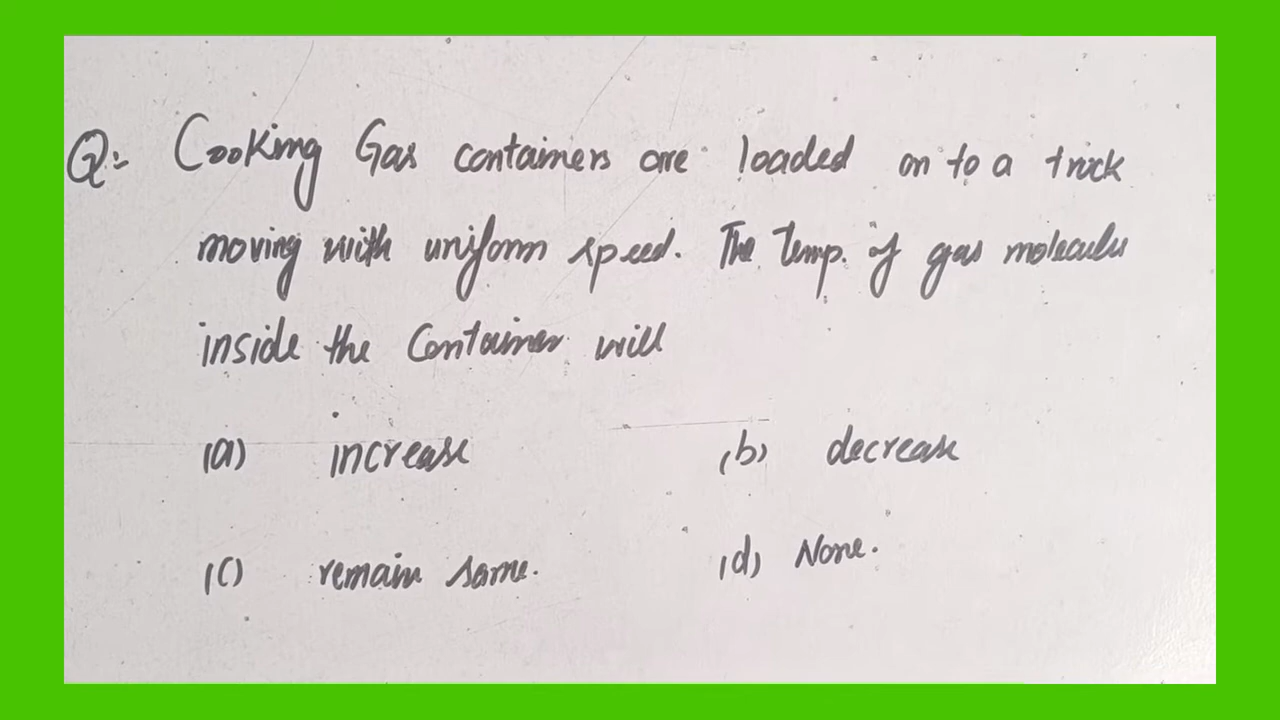 Q:- Cooking Gas containers are loaded on to a truck
moving with uniform speed. The Temp. of gas molecules
inside the Container will
(a) increase (b) decrease
(c) remain same. (d) None.